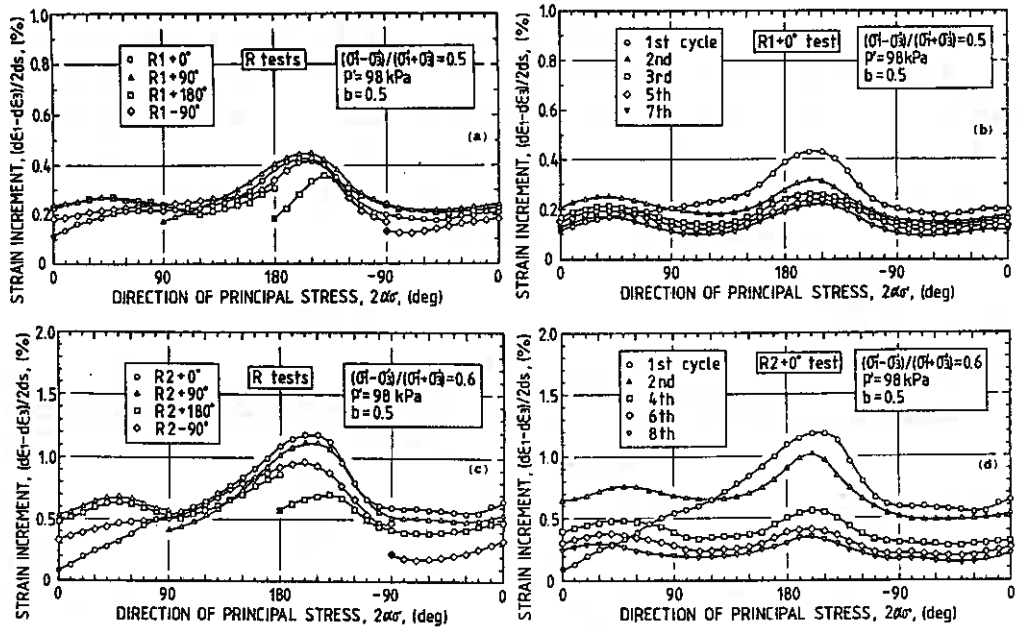 STRAIN INCREMENT, (dε₁-dε₃)/2ds, (%)
1.0
0.8
0.6
0.4
0.2
0
R1+0°
R1+90°
R1+180°
R1-90°
R tests
(σ₁'-σ₃')/(σ₁'+σ₃')=0.5
P'=98 kPa
b=0.5
(a)
0 90 180 -90 0
DIRECTION OF PRINCIPAL STRESS, 2ασ', (deg)
STRAIN INCREMENT, (dε₁-dε₃)/2ds, (%)
1.0
0.8
0.6
0.4
0.2
0
1st cycle
2nd
3rd
5th
7th
R1+0° test
(σ₁'-σ₃')/(σ₁'+σ₃')=0.5
P'=98 kPa
b=0.5
(b)
0 90 180 -90 0
DIRECTION OF PRINCIPAL STRESS, 2ασ', (deg)
STRAIN INCREMENT, (dε₁-dε₃)/2ds, (%)
2.0
1.5
1.0
0.5
0
R2+0°
R2+90°
R2+180°
R2-90°
R tests
(σ₁'-σ₃')/(σ₁'+σ₃')=0.6
P'=98 kPa
b=0.5
(c)
0 90 180 -90 0
DIRECTION OF PRINCIPAL STRESS, 2ασ', (deg)
STRAIN INCREMENT, (dε₁-dε₃)/2ds, (%)
2.0
1.5
1.0
0.5
0
1st cycle
2nd
4th
6th
8th
R2+0° test
(σ₁'-σ₃')/(σ₁'+σ₃')=0.6
P'=98 kPa
b=0.5
(d)
0 90 180 -90 0
DIRECTION OF PRINCIPAL STRESS, 2ασ', (deg)